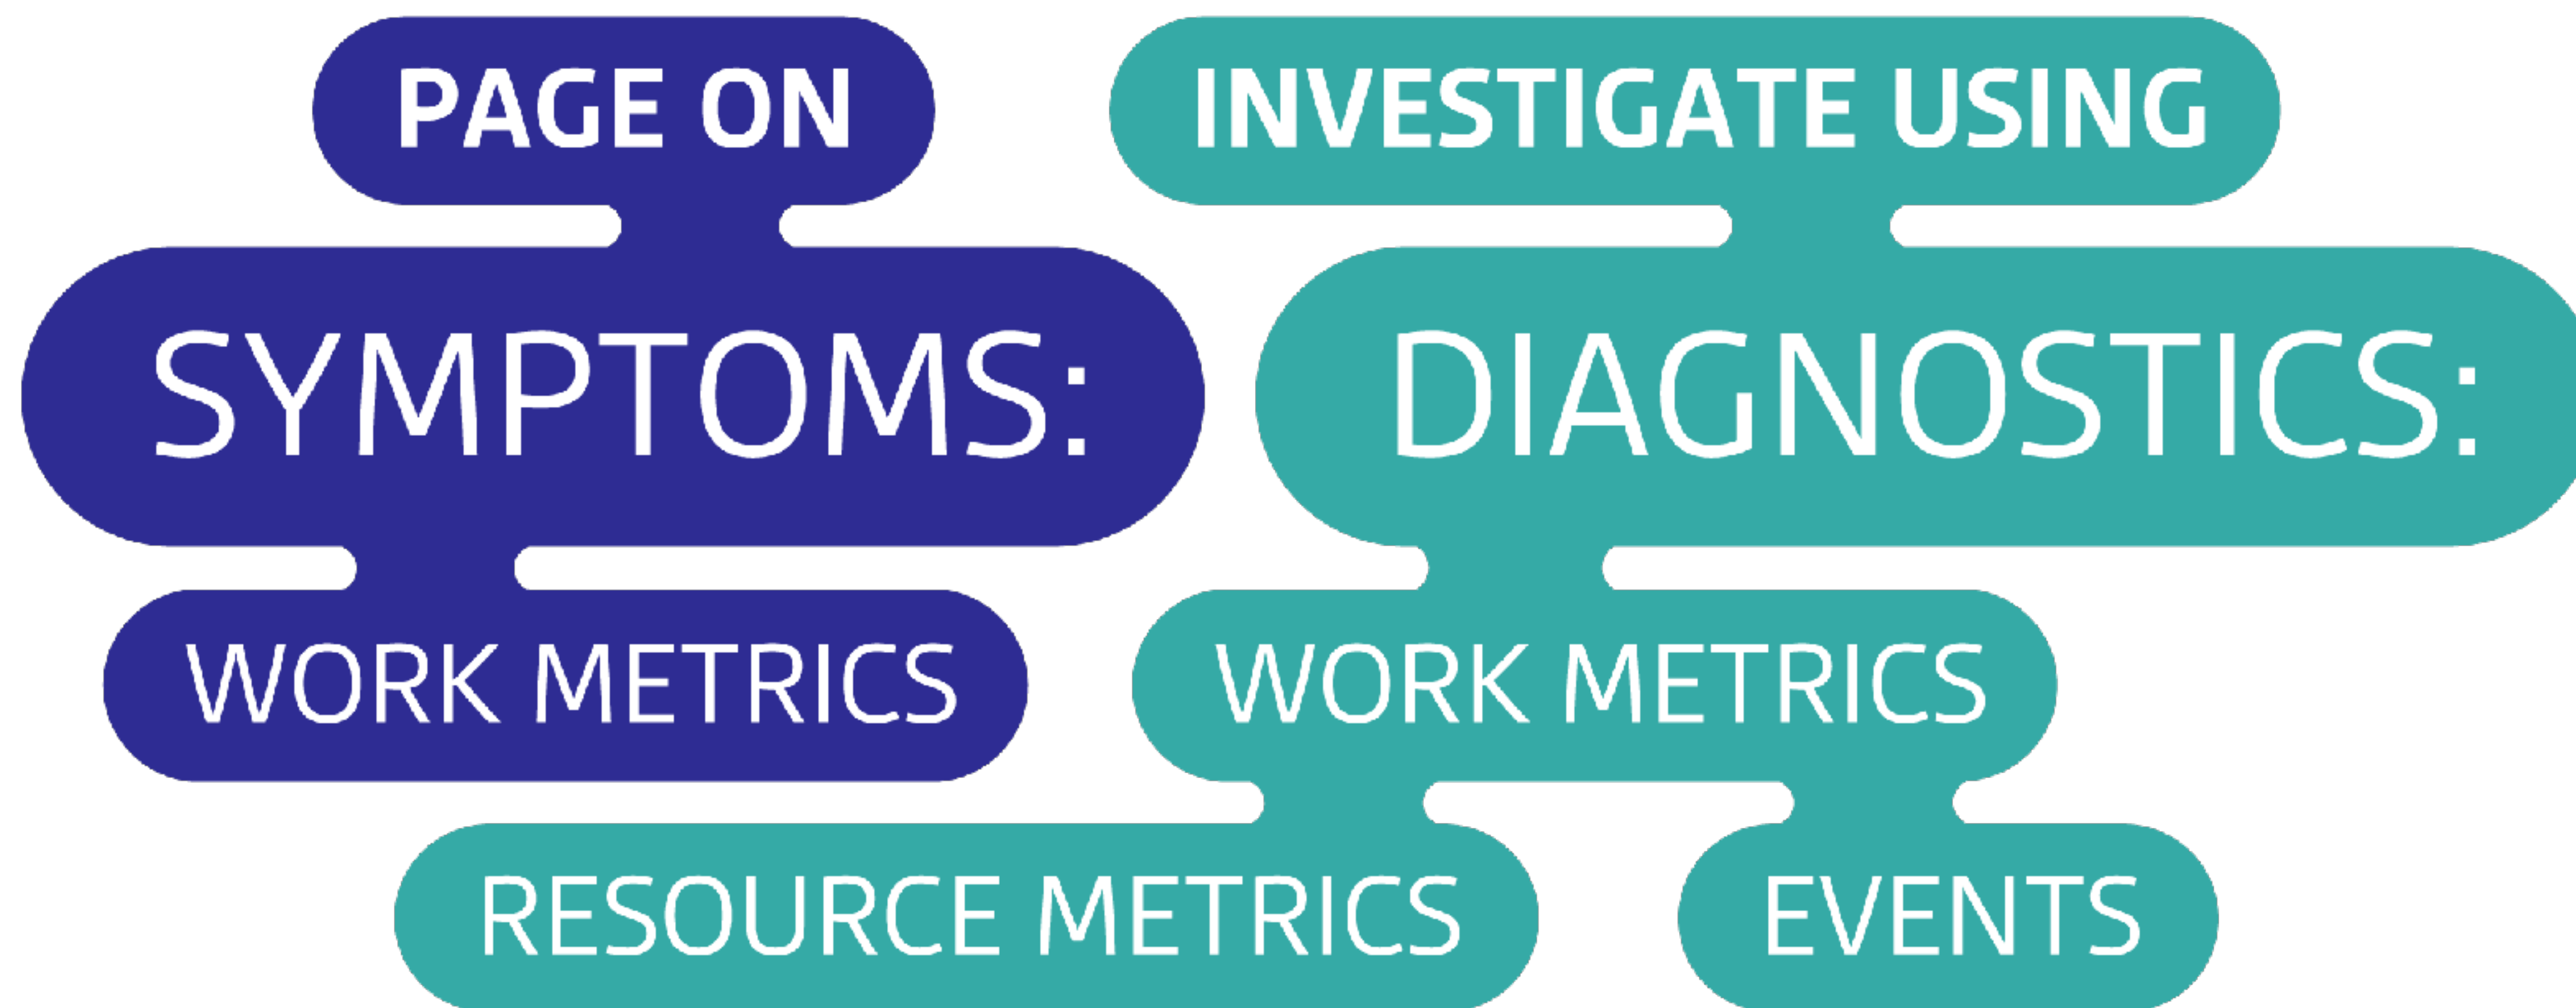 PAGE ON
SYMPTOMS:
WORK METRICS
INVESTIGATE USING
DIAGNOSTICS:
WORK METRICS
RESOURCE METRICS
EVENTS